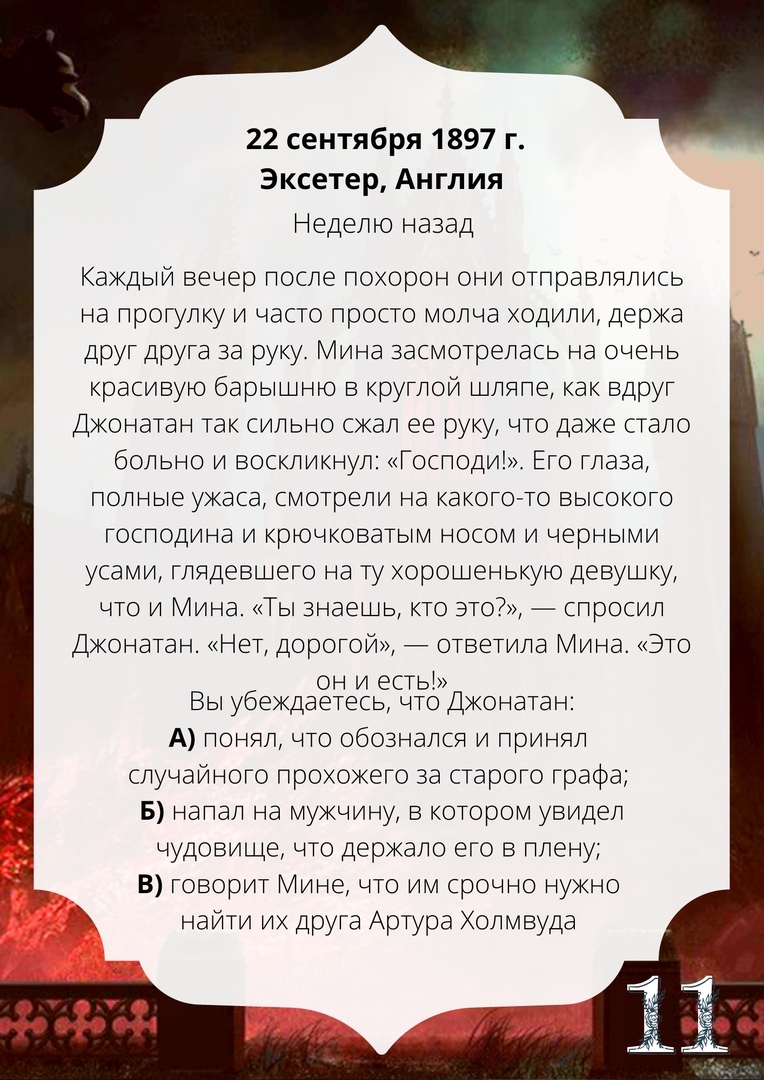 22 сентября 1897 г.
Эксетер, Англия
Неделю назад
Каждый вечер после похорон они отправлялись
на прогулку и часто просто молча ходили, держа
друг друга за руку. Мина засмотрелась на очень
красивую барышню в круглой шляпе, как вдруг
Джонатан так сильно сжал ее руку, что даже стало
больно и воскликнул: «Господи!». Его глаза,
полные ужаса, смотрели на какого-то высокого
господина и крючковатым носом и черными
усами, глядевшего на ту хорошенькую девушку,
что и Мина. «Ты знаешь, кто это?», — спросил
Джонатан. «Нет, дорогой», — ответила Мина. «Это
он и есть!»
Вы убеждаетесь, что Джонатан:
А) понял, что обознался и принял
случайного прохожего за старого графа;
Б) напал на мужчину, в котором увидел
чудовище, что держало его в плену;
В) говорит Мине, что им срочно нужно
найти их друга Артура Холмвуда
11